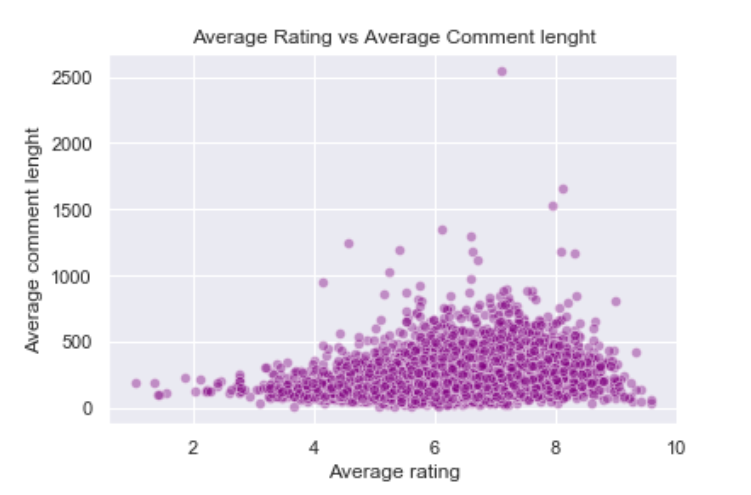 Average Rating vs Average Comment lenght
2500
2000
1500
1000
500
0
Average comment lenght
2 4 6 8 10
Average rating